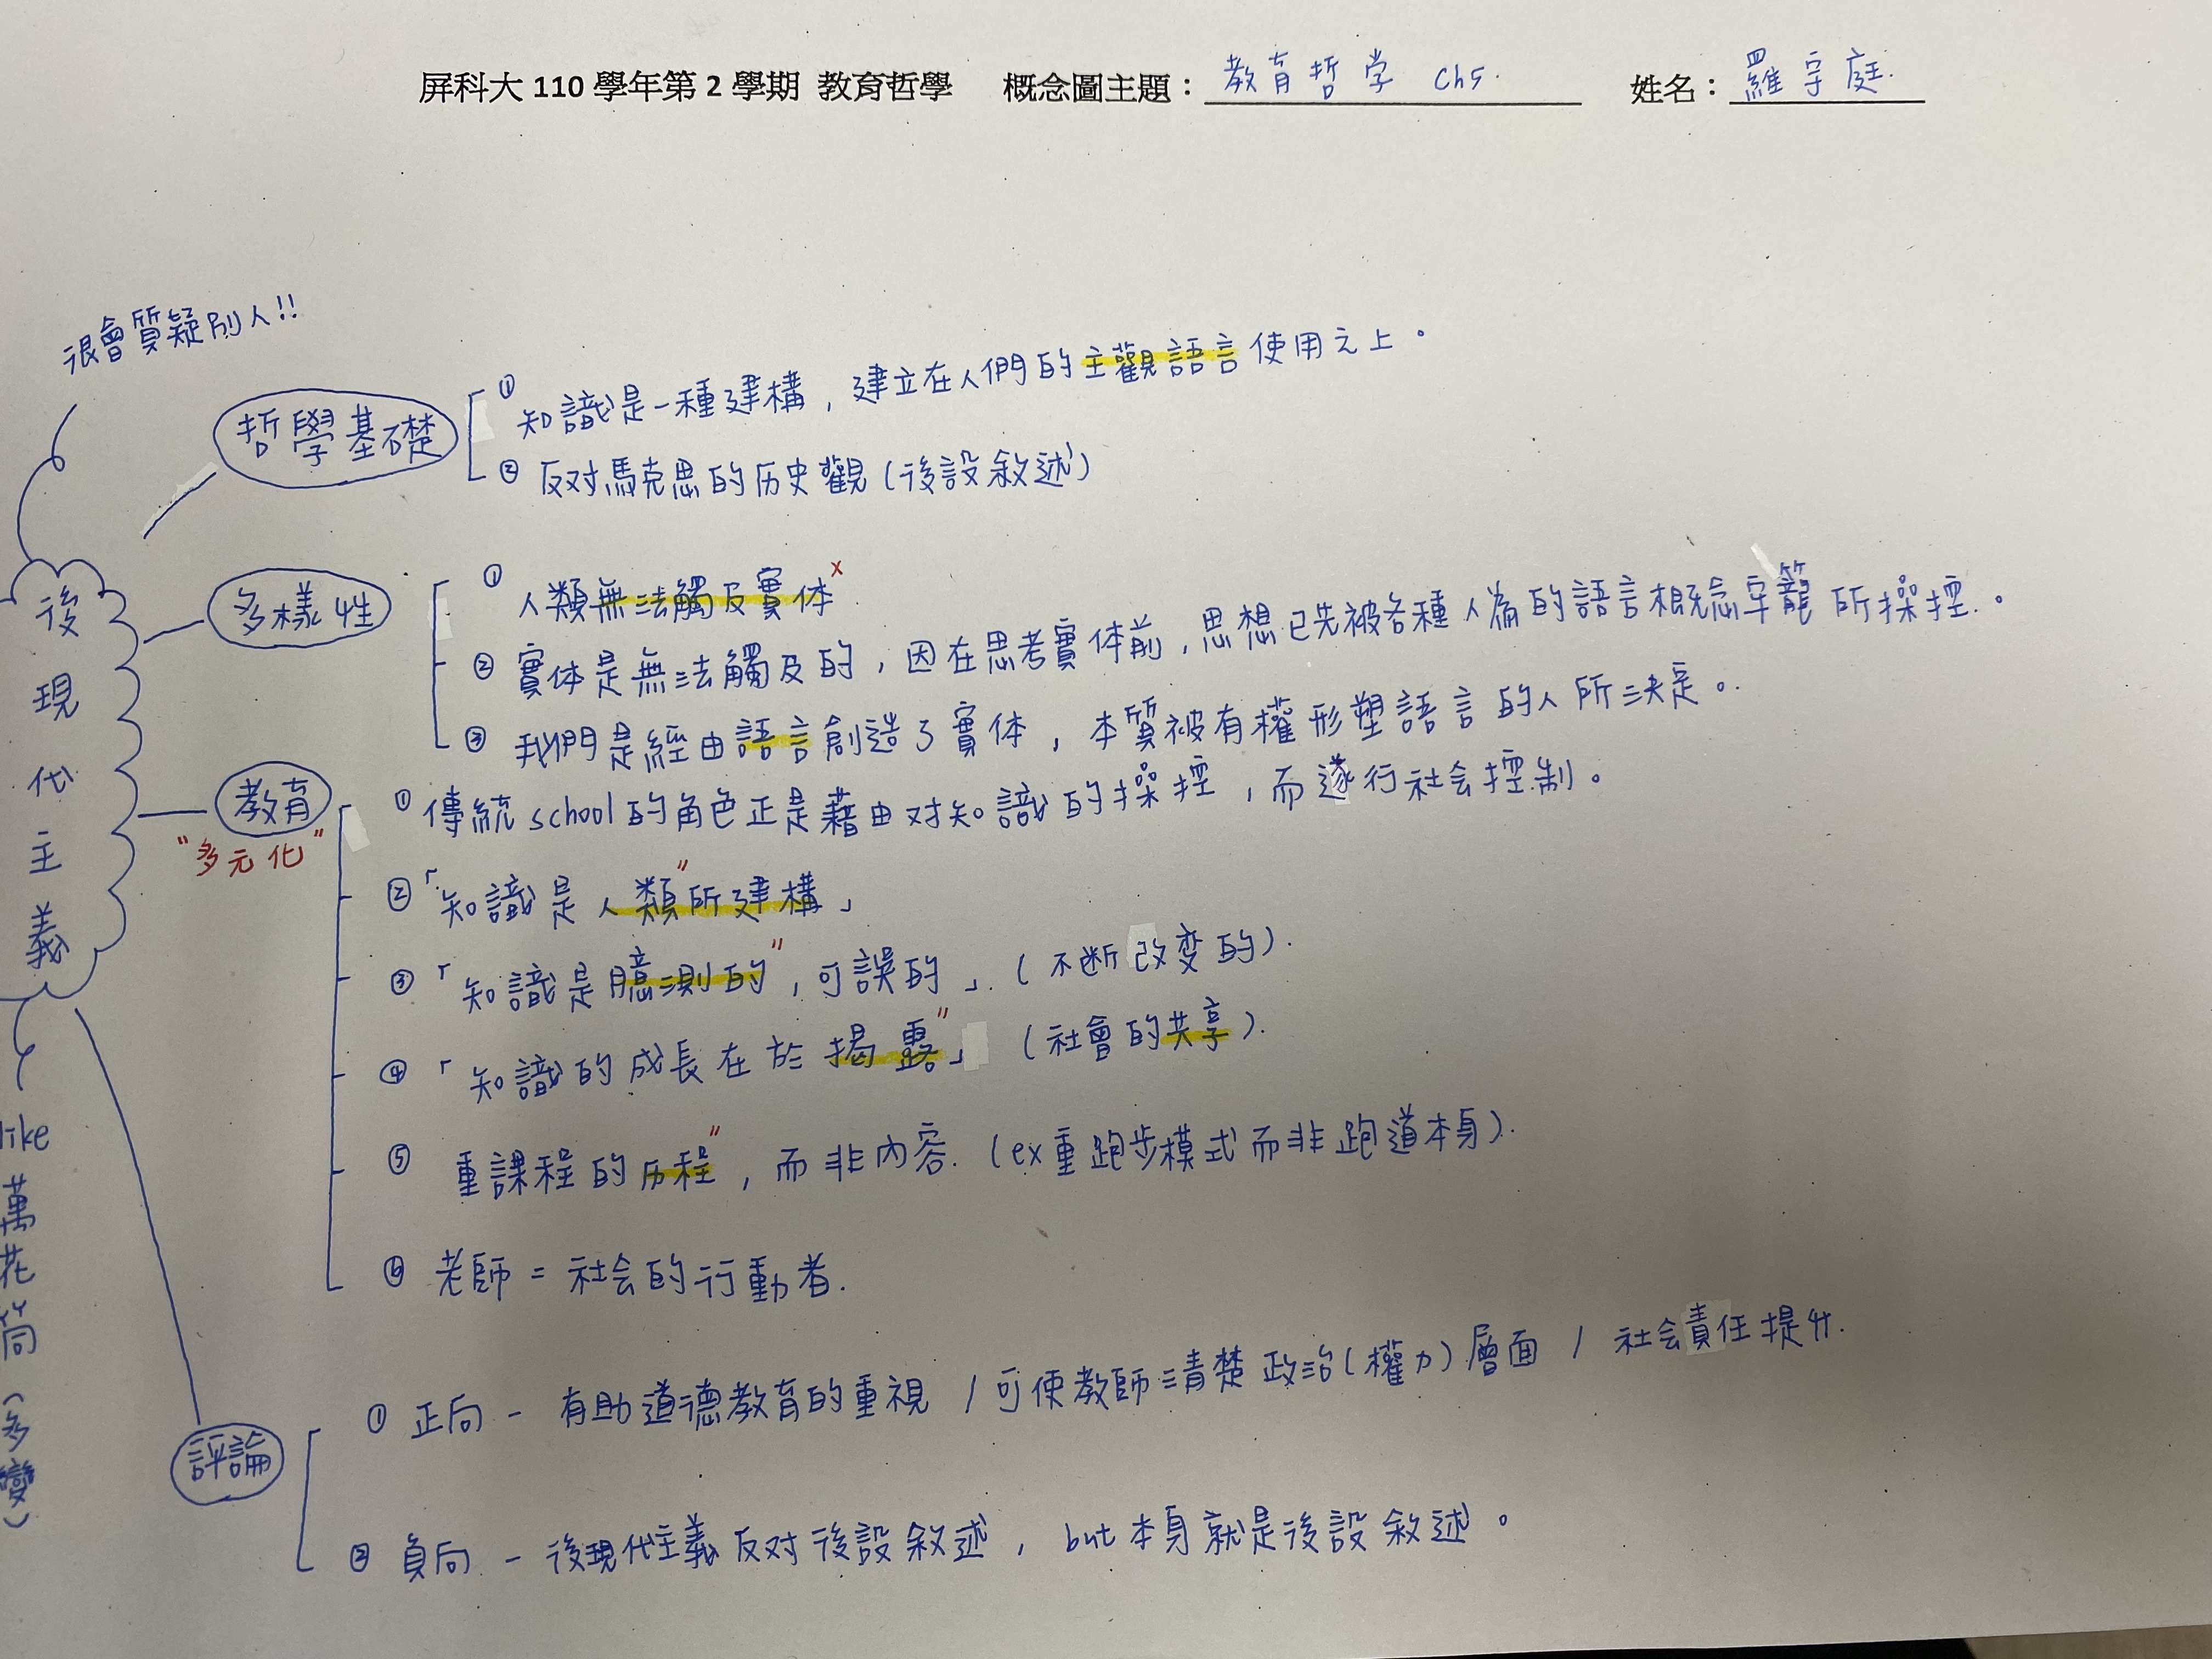 屏科大 110 學年第 2 學期 教育哲學 概念圖主題：教育哲学 Ch5. 姓名：羅宇庭.
很會質疑別人!!
後現代主義
like 萬花筒(多變)
哲學基礎
① 知識是一種建構，建立在人們的主觀語言使用之上。
② 反对馬克思的历史觀(後設敘述)
多樣性
① 人類無法觸及實体x
② 實体是無法觸及的，因在思考實体前，思想已先被各種人為的語言概念牢籠所操控.。
③ 我們是經由語言創造了實体，本質被有權形塑語言的人所決定。
教育
"多元化"
① 傳統school的角色正是藉由对知識的操控，而遂行社会控制。
② 「知識是人類"所建構」
③ 「知識是臆測的"，可誤的」.(不断改变的).
④ 「知識的成長在於揭露"」(社會的共享).
⑤ 重課程的历程"，而非內容.(ex重跑步模式而非跑道本身).
⑥ 老師=社会的行動者.
評論
① 正向-有助道德教育的重視/可使教師清楚政治(權力)層面/社会責任提升.
② 負向-後現代主義反对後設敘述，but本身就是後設敘述。